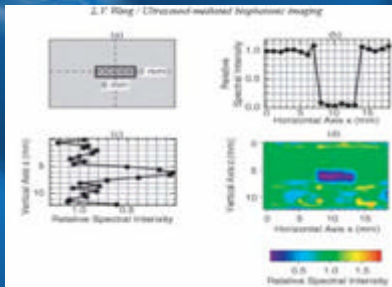 L.V. Wang / Ultrasound-mediated biophotonic imaging
(a)
(b)
Relative
Spectral Intensity
1.0
0.5
0.0
0 5 10 15
Horizontal Axis x (mm)
(c)
Vertical Axis z (mm)
5
10
1.0
Relative Spectral Intensity
(d)
Vertical Axis z (mm)
0
5
10
0 5 10 15
Horizontal Axis x (mm)
0.5 1.0 1.5
Relative Spectral Intensity